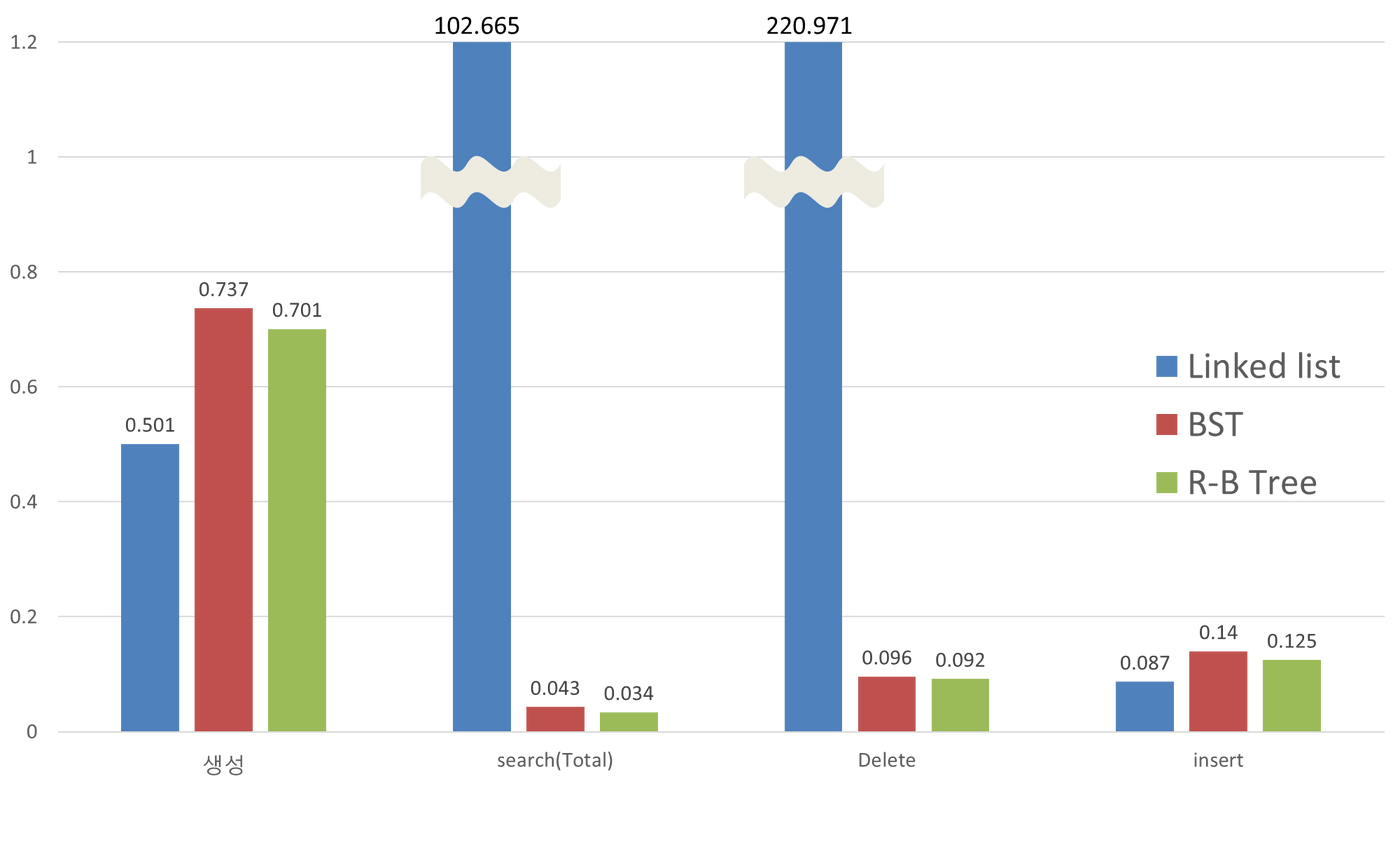 102.665
220.971
1.2
1
0.8
0.737
0.701
0.6
Linked list
0.501
BST
R-B Tree
0.4
0.2
0.14
0.125
0.096
0.092
0.087
0.043
0.034
0
생성
search(Total)
Delete
insert